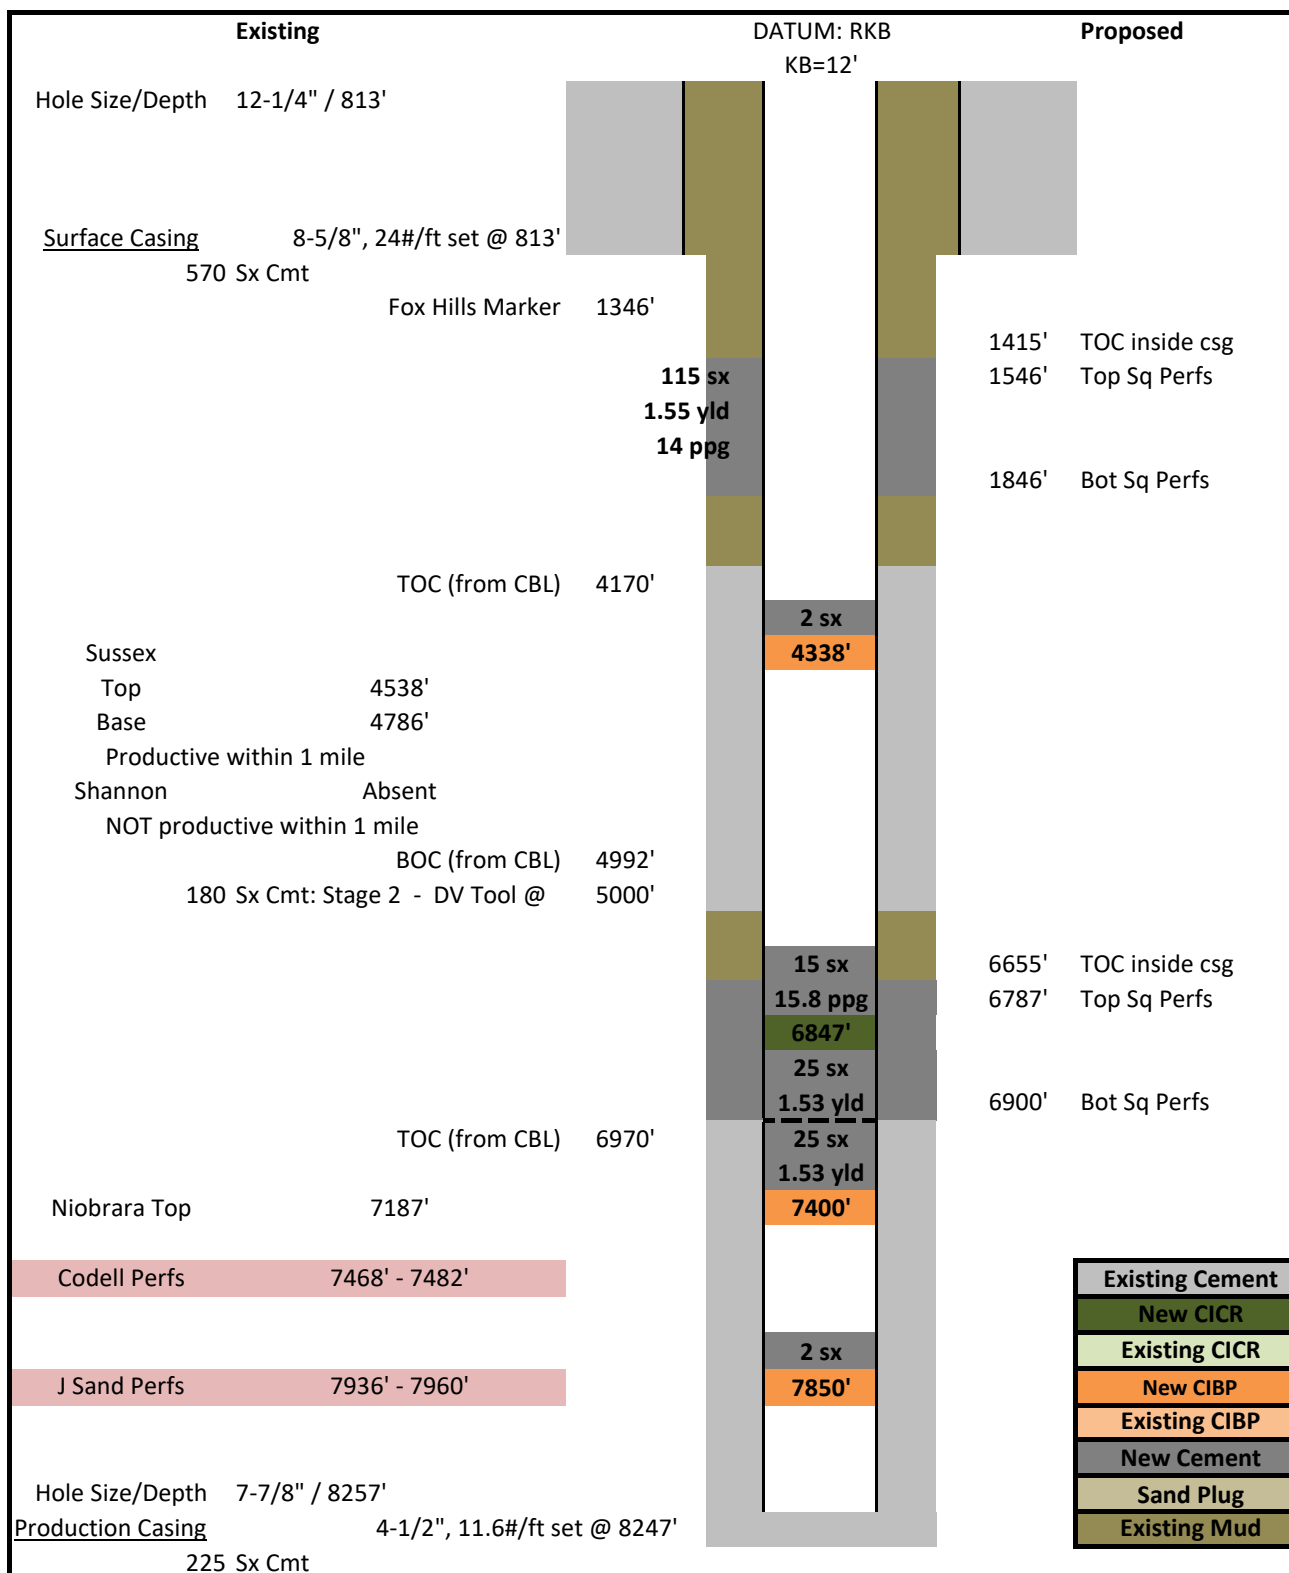 Existing DATUM: RKB Proposed
KB=12'
Hole Size/Depth 12-1/4" / 813'
Surface Casing 8-5/8", 24#/ft set @ 813'
570 Sx Cmt
Fox Hills Marker 1346'
1415' TOC inside csg
115 sx 1546' Top Sq Perfs
1.55 yld
14 ppg
1846' Bot Sq Perfs
TOC (from CBL) 4170'
2 sx
Sussex 4338'
Top 4538'
Base 4786'
Productive within 1 mile
Shannon Absent
NOT productive within 1 mile
BOC (from CBL) 4992'
180 Sx Cmt: Stage 2 - DV Tool @ 5000'
15 sx 6655' TOC inside csg
15.8 ppg 6787' Top Sq Perfs
6847'
25 sx
1.53 yld 6900' Bot Sq Perfs
TOC (from CBL) 6970' 25 sx
1.53 yld
Niobrara Top 7187' 7400'
Codell Perfs 7468' - 7482' Existing Cement
New CICR
2 sx Existing CICR
J Sand Perfs 7936' - 7960' 7850' New CIBP
Existing CIBP
New Cement
Hole Size/Depth 7-7/8" / 8257' Sand Plug
Production Casing 4-1/2", 11.6#/ft set @ 8247' Existing Mud
225 Sx Cmt